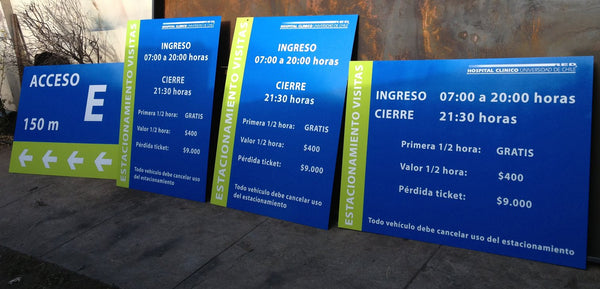 ACCESO
E
150 m
ESTACIONAMIENTO VISITAS
HOSPITAL CLINICO UNIVERSIDAD DE CHILE
INGRESO
07:00 a 20:00 horas
CIERRE
21:30 horas
Primera 1/2 hora: GRATIS
Valor 1/2 hora: $400
Pérdida ticket: $9.000
Todo vehículo debe cancelar uso
del estacionamiento
ESTACIONAMIENTO VISITAS
HOSPITAL CLINICO UNIVERSIDAD DE CHILE
INGRESO
07:00 a 20:00 horas
CIERRE
21:30 horas
Primera 1/2 hora: GRATIS
Valor 1/2 hora: $400
Pérdida ticket: $9.000
Todo vehículo debe cancelar uso
del estacionamiento
ESTACIONAMIENTO VISITAS
HOSPITAL CLINICO UNIVERSIDAD DE CHILE
INGRESO 07:00 a 20:00 horas
CIERRE 21:30 horas
Primera 1/2 hora: GRATIS
Valor 1/2 hora: $400
Pérdida ticket: $9.000
Todo vehículo debe cancelar uso del estacionamiento